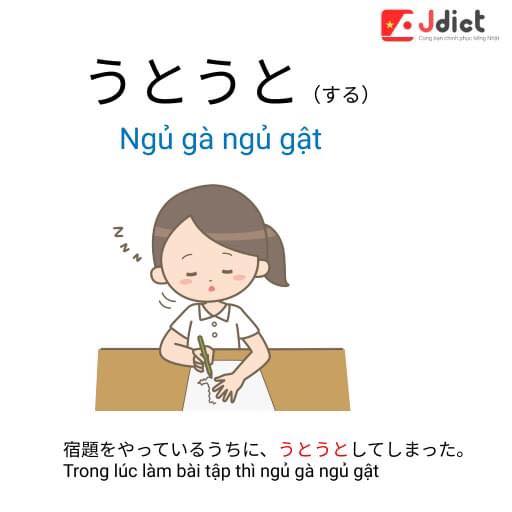 Jdict
Cùng bạn chinh phục tiếng Nhật
うとうと（する）
Ngủ gà ngủ gật
z
z
z
z
宿題をやっているうちに、うとうとしてしまった。
Trong lúc làm bài tập thì ngủ gà ngủ gật